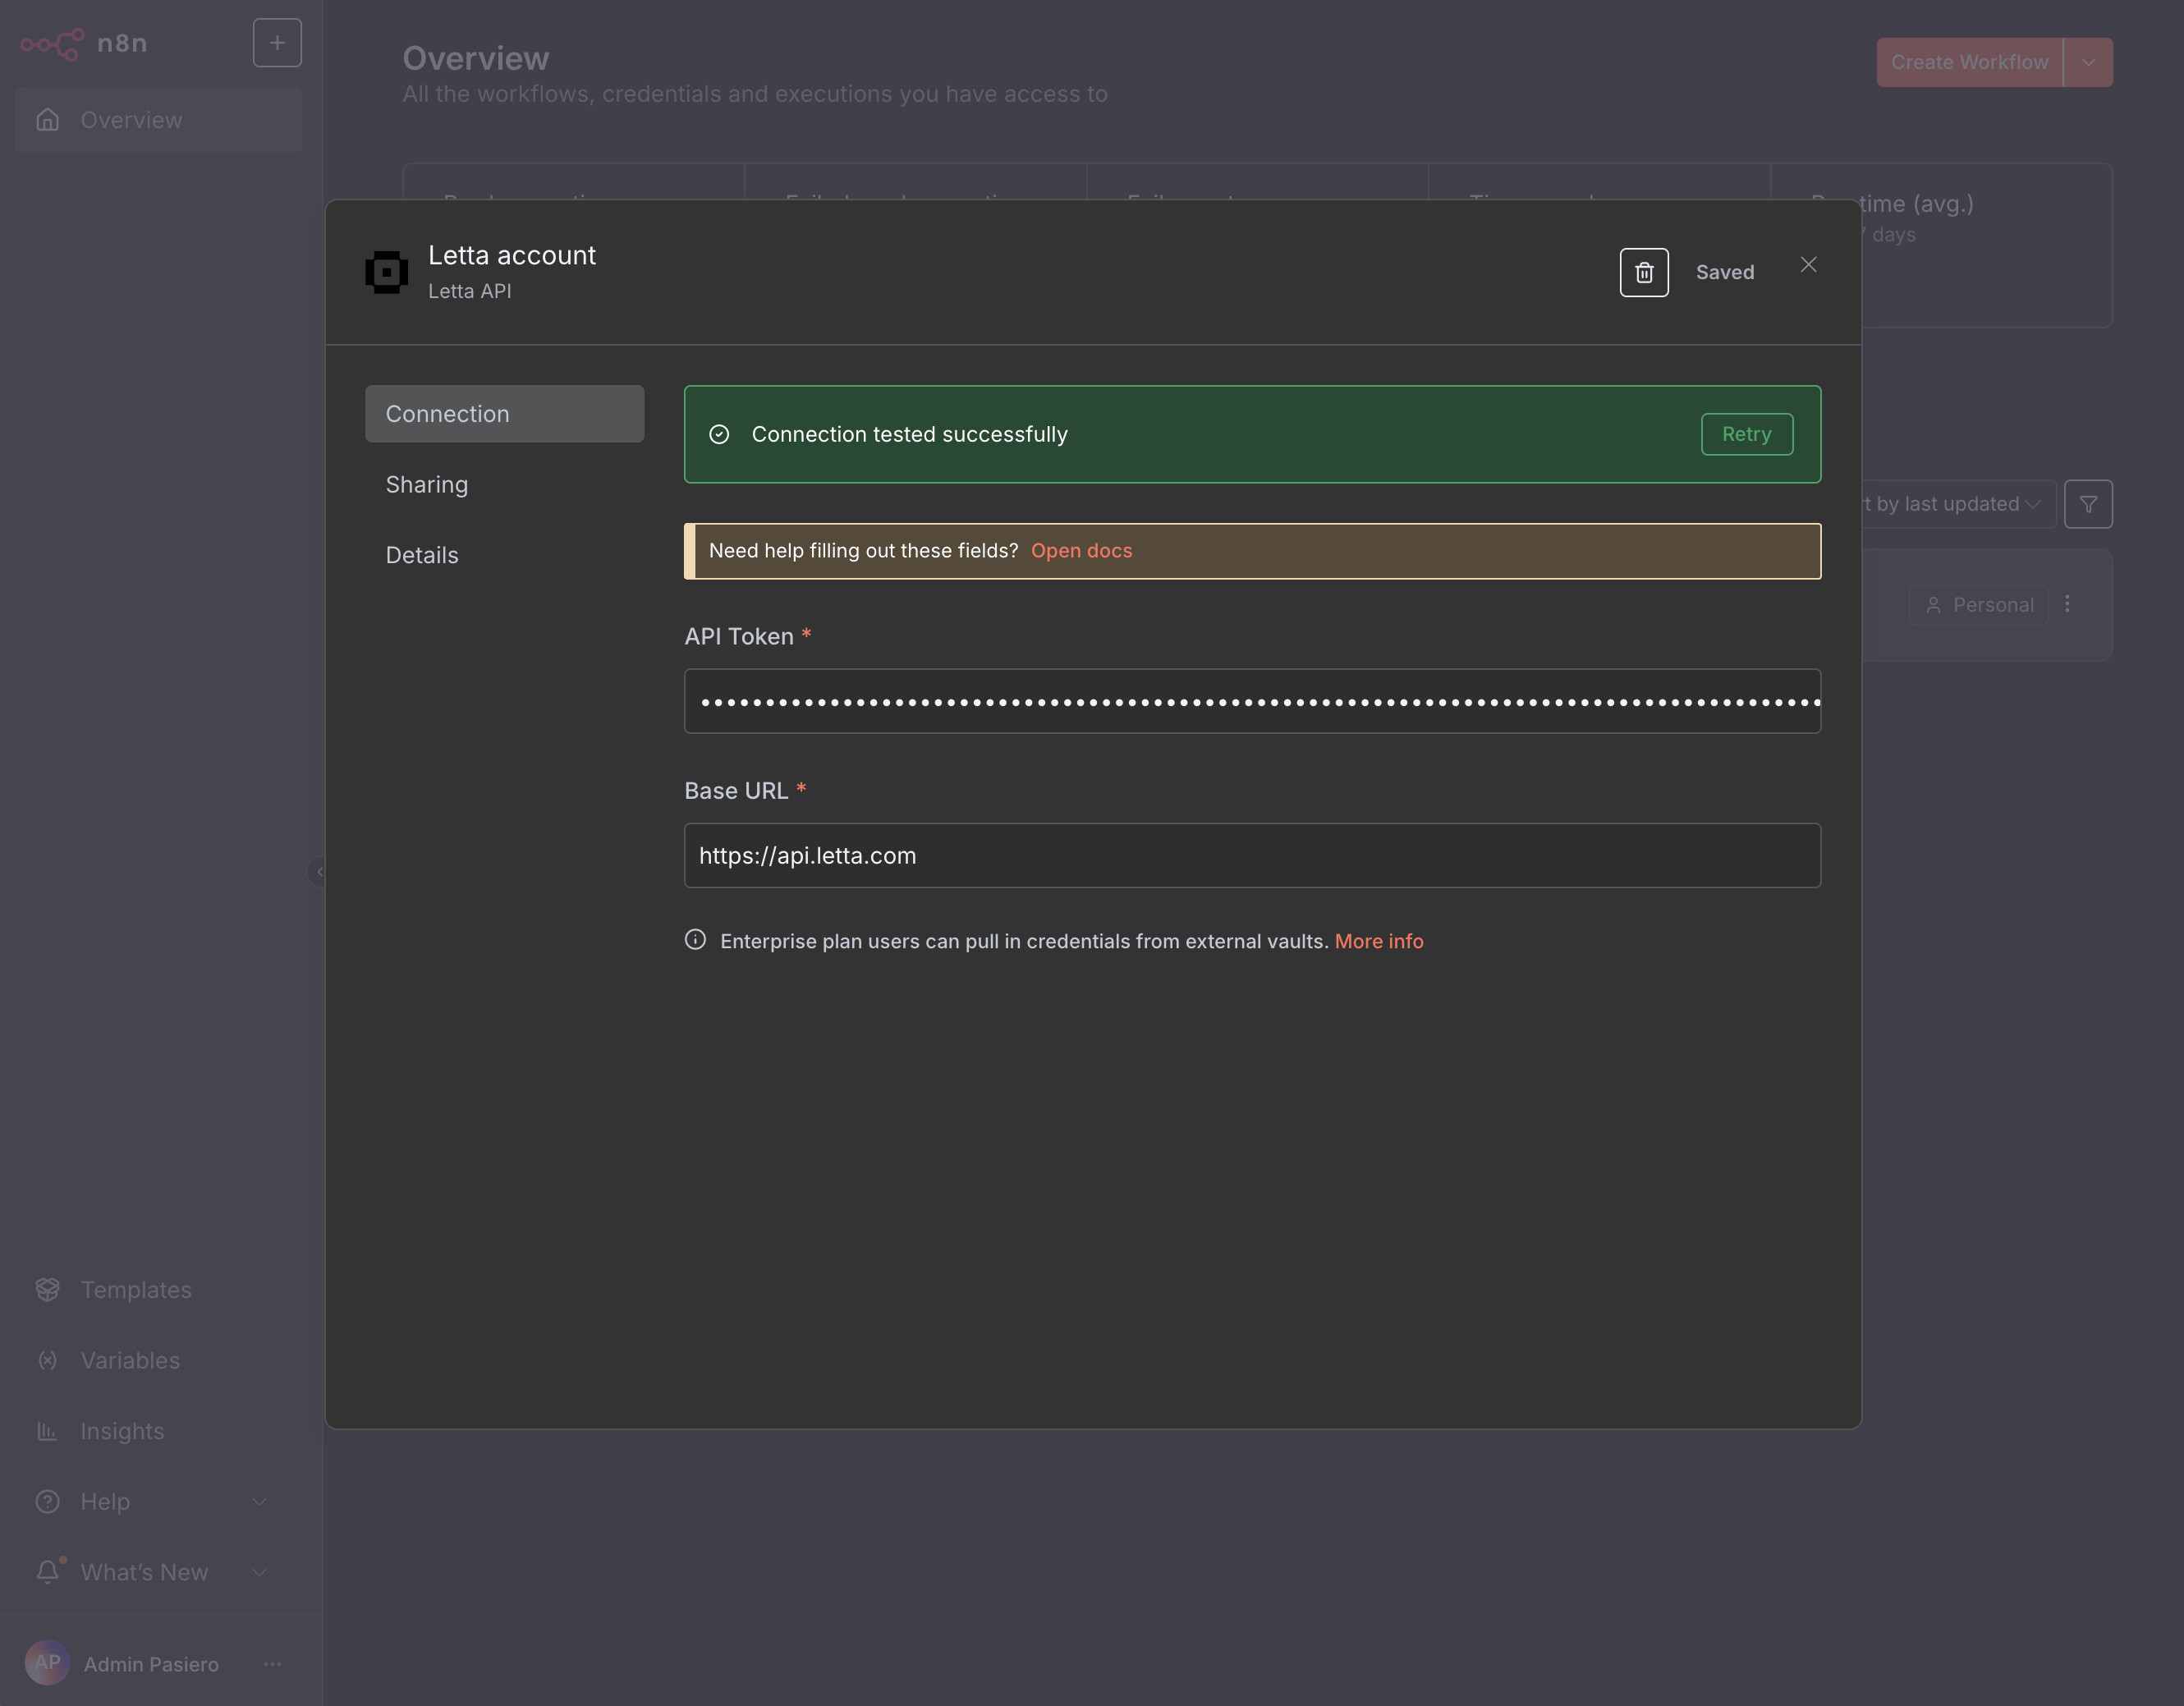 n8n
Overview
Overview
All the workflows, credentials and executions you have access to
Create Workflow
time (avg.)
7 days
Letta account
Letta API
Saved
Connection
Sharing
Details
Connection tested successfully
Retry
Need help filling out these fields? Open docs
API Token *
Base URL *
https://api.letta.com
Enterprise plan users can pull in credentials from external vaults. More info
by last updated
Personal
Templates
Variables
Insights
Help
What's New
AP
Admin Pasiero